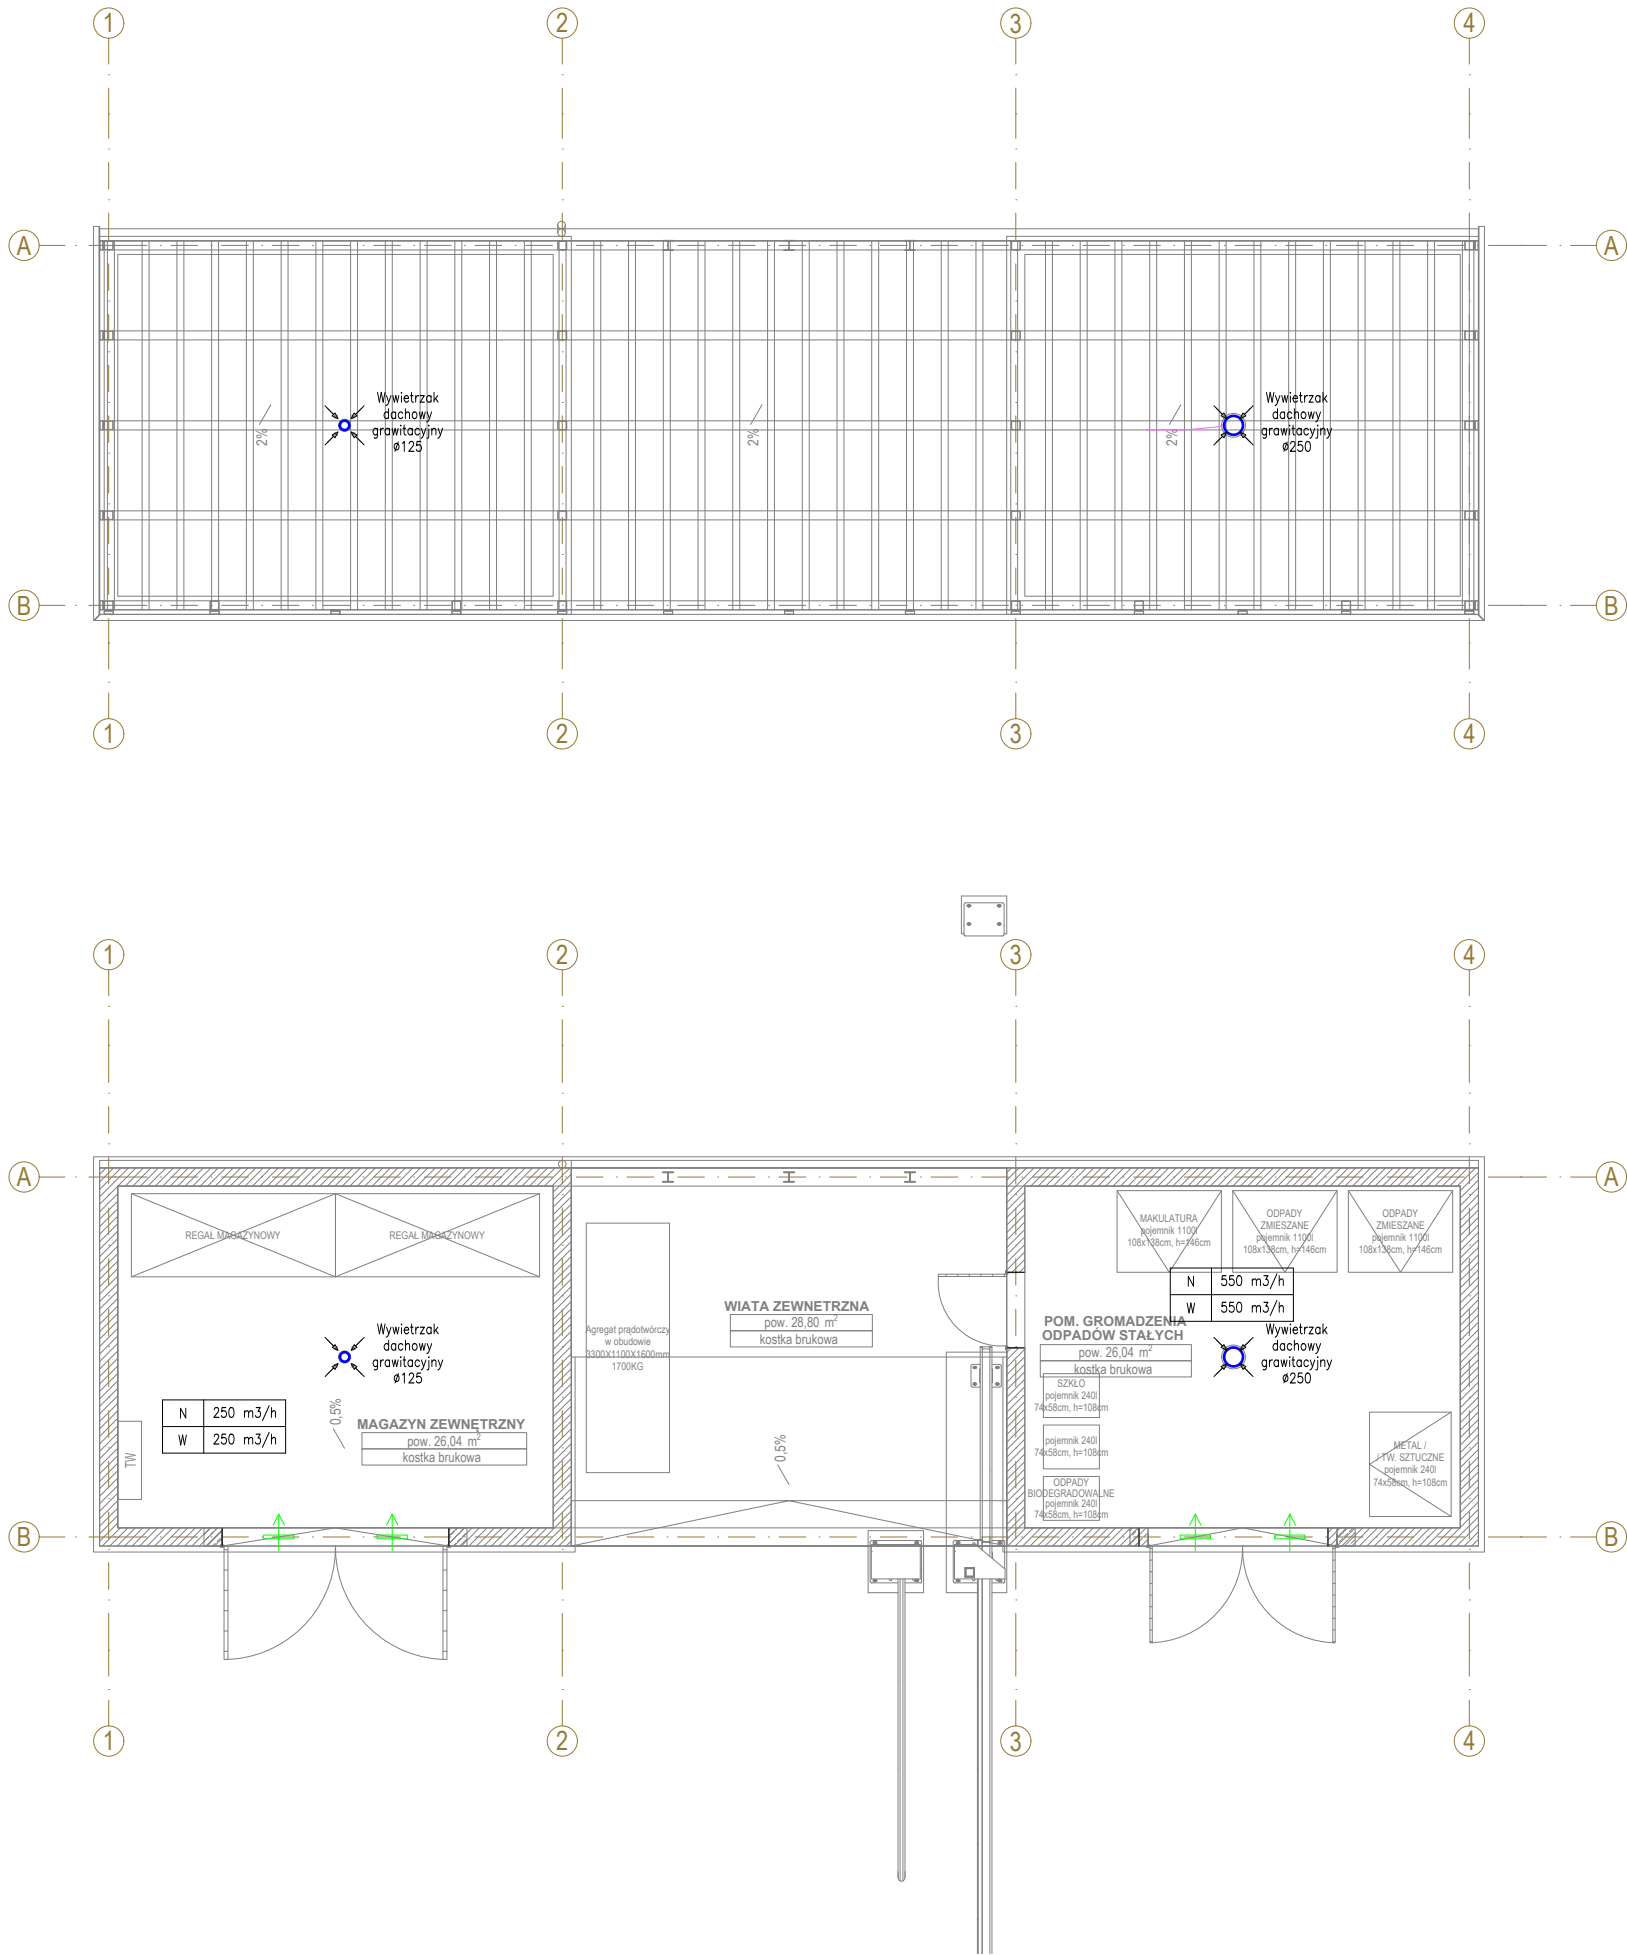 1 2 3 4
A A
Wywietrzak
dachowy
grawitacyjny
ø125
2%
2%
2%
Wywietrzak
dachowy
grawitacyjny
ø250
B B
1 2 3 4
1 2 3 4
A A
REGAŁ MAGAZYNOWY
REGAŁ MAGAZYNOWY
MAKULATURA
pojemnik 1100l
108x138cm, h=146cm
ODPADY
ZMIESZANE
pojemnik 1100l
108x138cm, h=146cm
ODPADY
ZMIESZANE
pojemnik 1100l
108x138cm, h=146cm
N 550 m3/h
W 550 m3/h
WIATA ZEWNETRZNA
pow. 28,80 m²
kostka brukowa
Agregat prądotwórczy
w obudowie
3300X1100X1600mm
1700KG
POM. GROMADZENIA
ODPADÓW STAŁYCH
pow. 26,04 m²
kostka brukowa
Wywietrzak
dachowy
grawitacyjny
ø125
Wywietrzak
dachowy
grawitacyjny
ø250
SZKŁO
pojemnik 240l
74x58cm, h=108cm
N 250 m3/h
W 250 m3/h
0,5%
MAGAZYN ZEWNĘTRZNY
pow. 26,04 m²
kostka brukowa
TW
0,5%
pojemnik 240l
74x58cm, h=108cm
METAL /
/ TW. SZTUCZNE
pojemnik 240l
74x58cm, h=108cm
ODPADY
BIODEGRADOWALNE
pojemnik 240l
74x58cm, h=108cm
B B
1 2 3 4